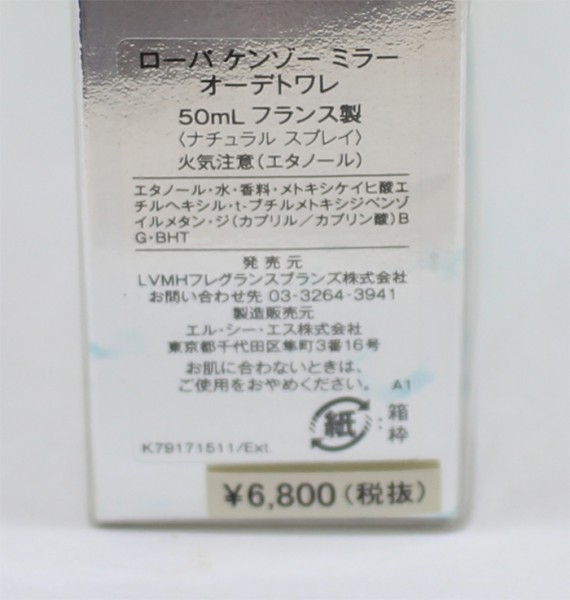 ローパ ケンゾー ミラー
オーデトワレ
50mL フランス製
〈ナチュラル スプレイ〉
火気注意(エタノール)
エタノール・水・香料・メトキシケイヒ酸エ
チルヘキシル・t-ブチルメトキシジベンゾ
イルメタン・ジ(カプリル/カプリン酸)B
G・BHT
発売元
LVMHフレグランスブランズ株式会社
お問い合わせ先 03-3264-3941
製造販売元
エル・シー・エス株式会社
東京都千代田区隼町3番16号
お肌に合わないときは、
ご使用をおやめください。 A1
紙 : 箱
枠
K79171511/Ext.
¥6,800(税抜)